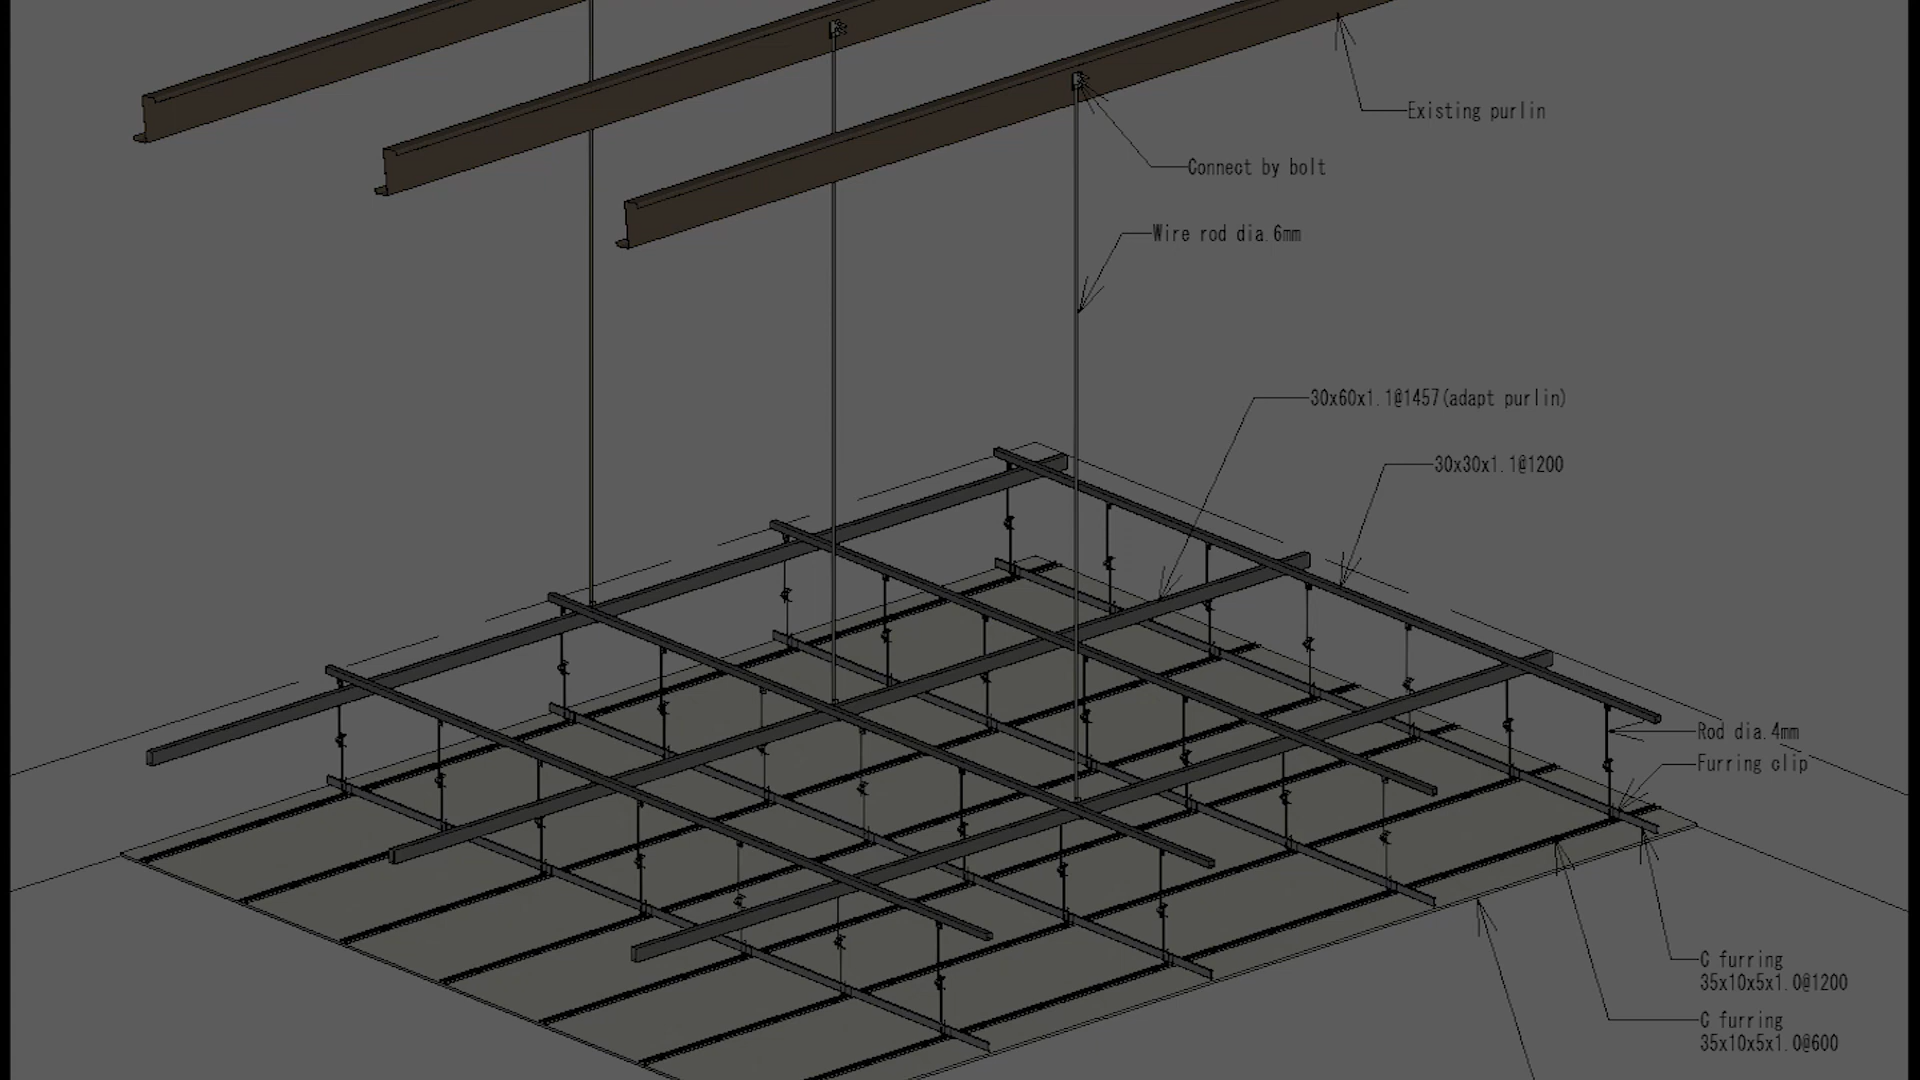 Existing purlin
Connect by bolt
Wire rod dia.6mm
30x60x1.1@1457(adapt purlin)
30x30x1.1@1200
Rod dia.4mm
Furring clip
C furring
35x10x5x1.0@1200
C furring
35x10x5x1.0@600